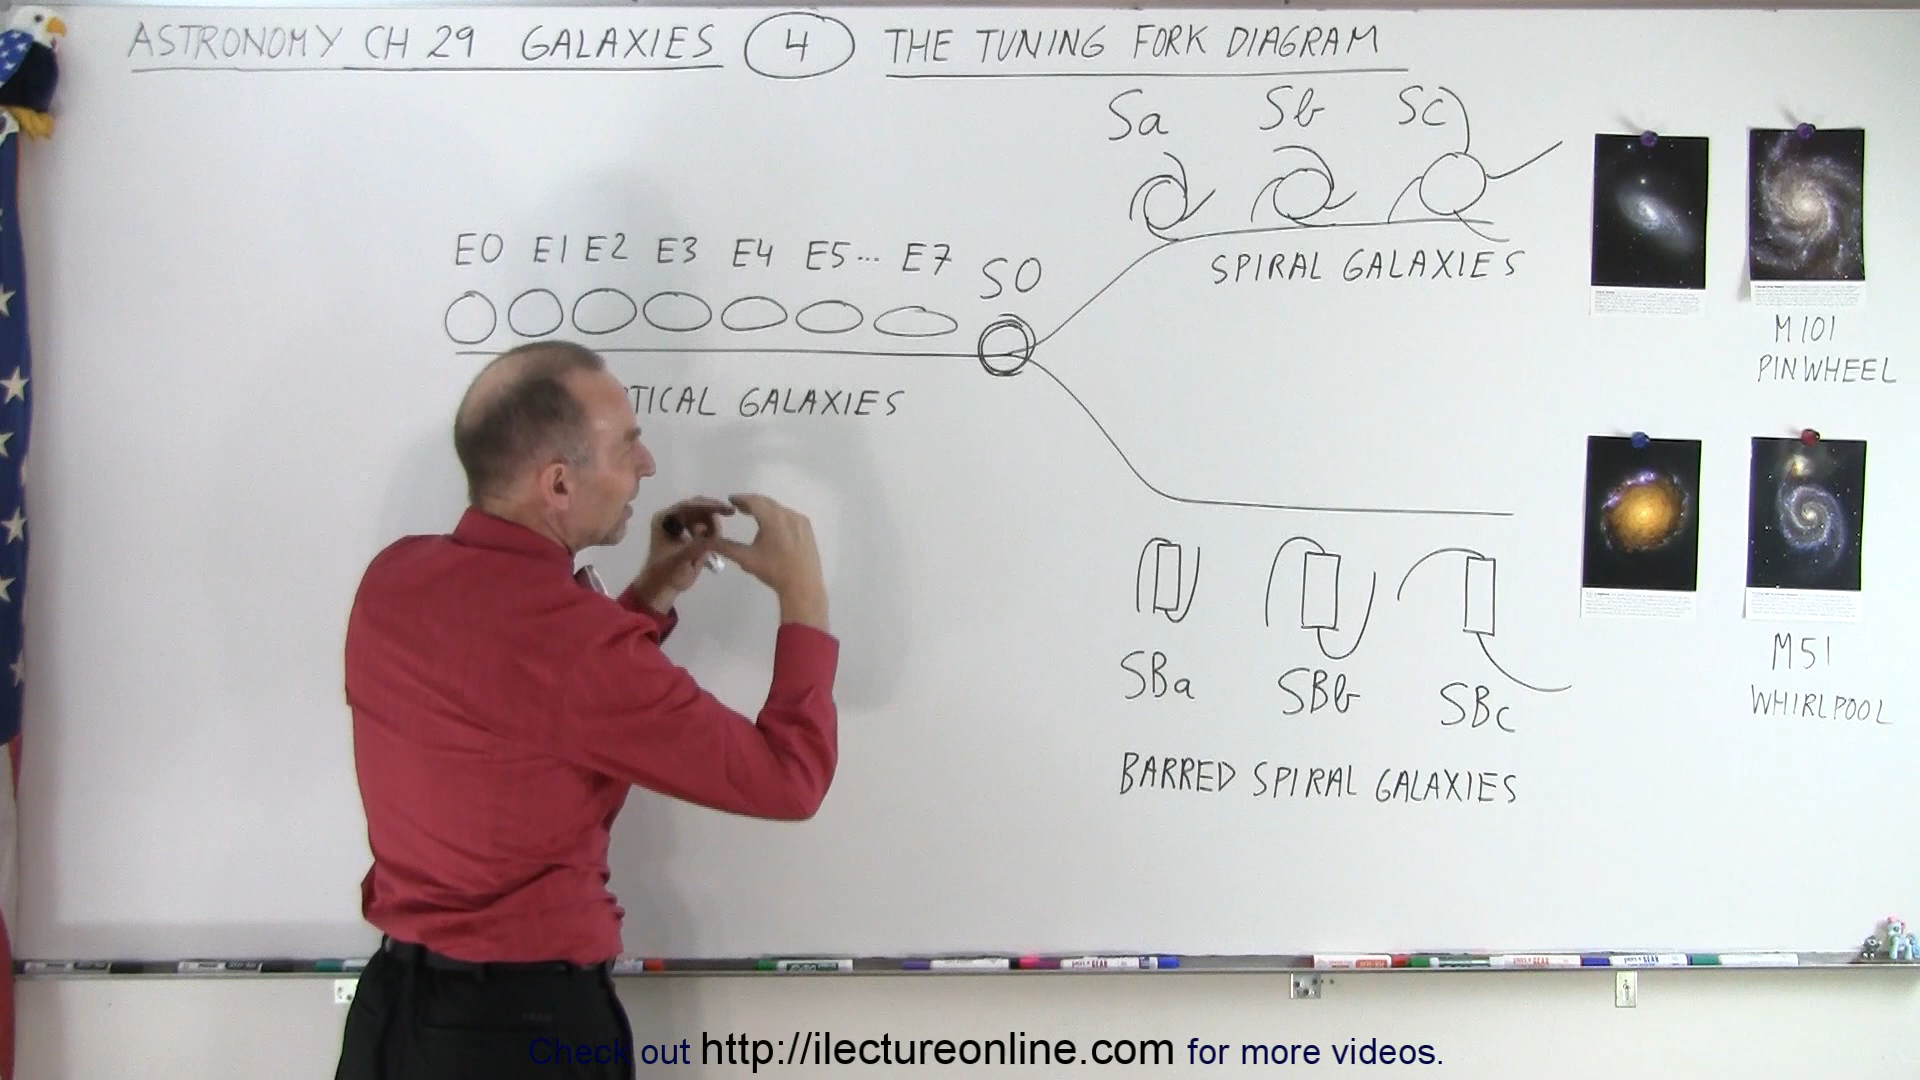 ASTRONOMY CH 29 GALAXIES 4 THE TUNING FORK DIAGRAM
Sa Sb Sc
E0 E1 E2 E3 E4 E5... E7 S0
SPIRAL GALAXIES
M101
PINWHEEL
TICAL GALAXIES
SBa SBb SBc
M51
WHIRLPOOL
BARRED SPIRAL GALAXIES
Check out http://ilectureonline.com for more videos.